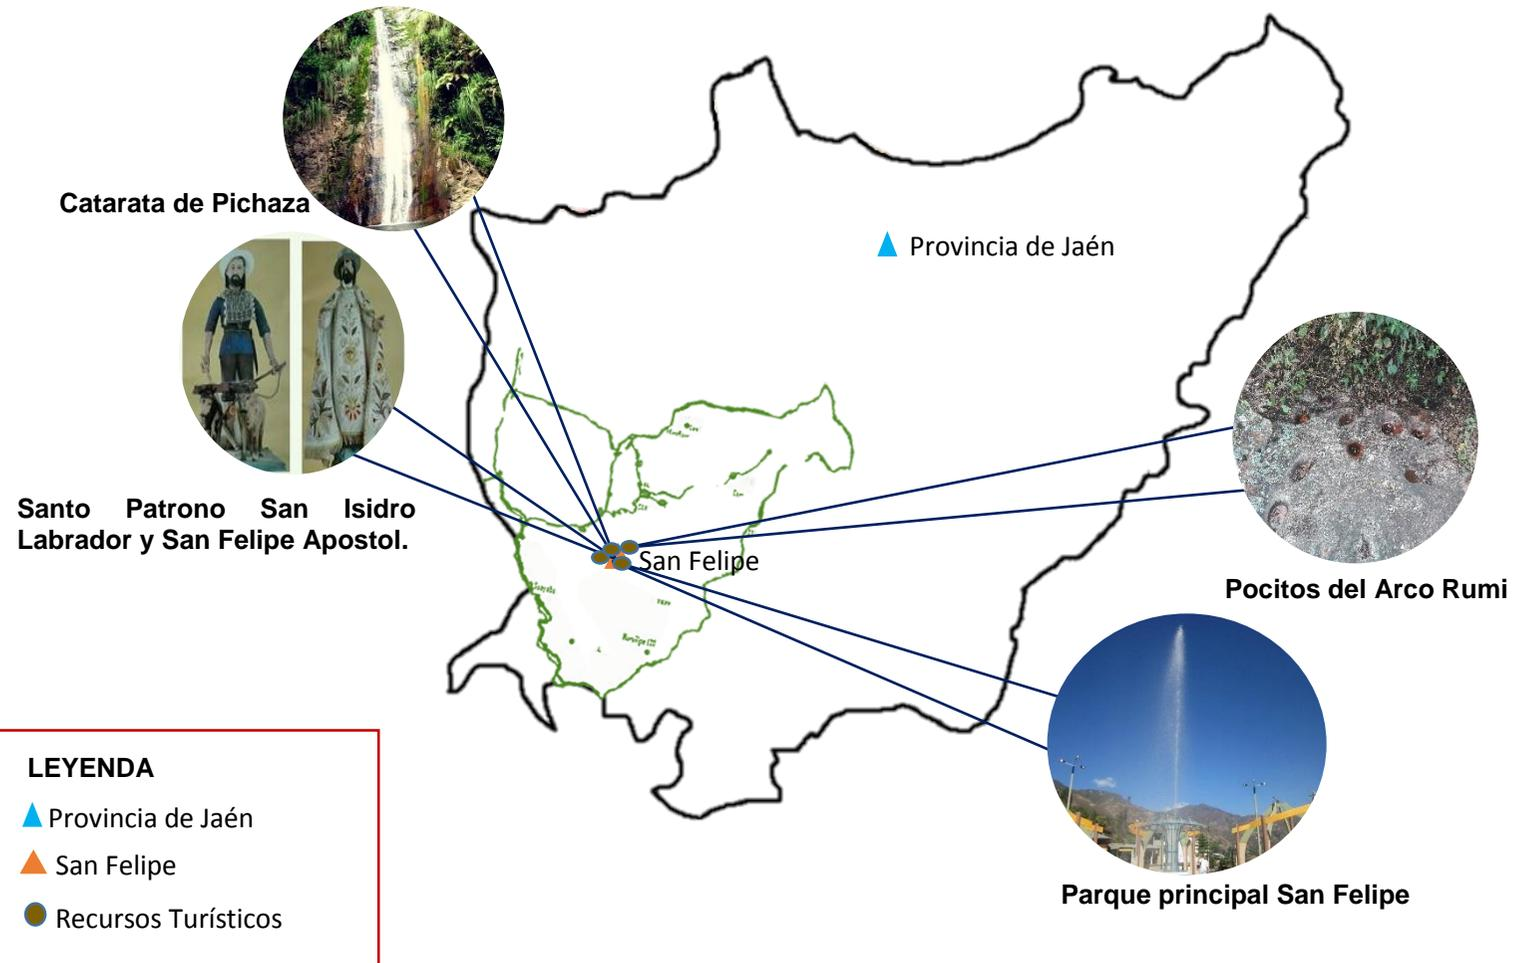 Catarata de Pichaza
Provincia de Jaén
Santo Patrono San Isidro
Labrador y San Felipe Apostol.
San Felipe
Pocitos del Arco Rumi
LEYENDA
Provincia de Jaén
San Felipe
Recursos Turísticos
Parque principal San Felipe